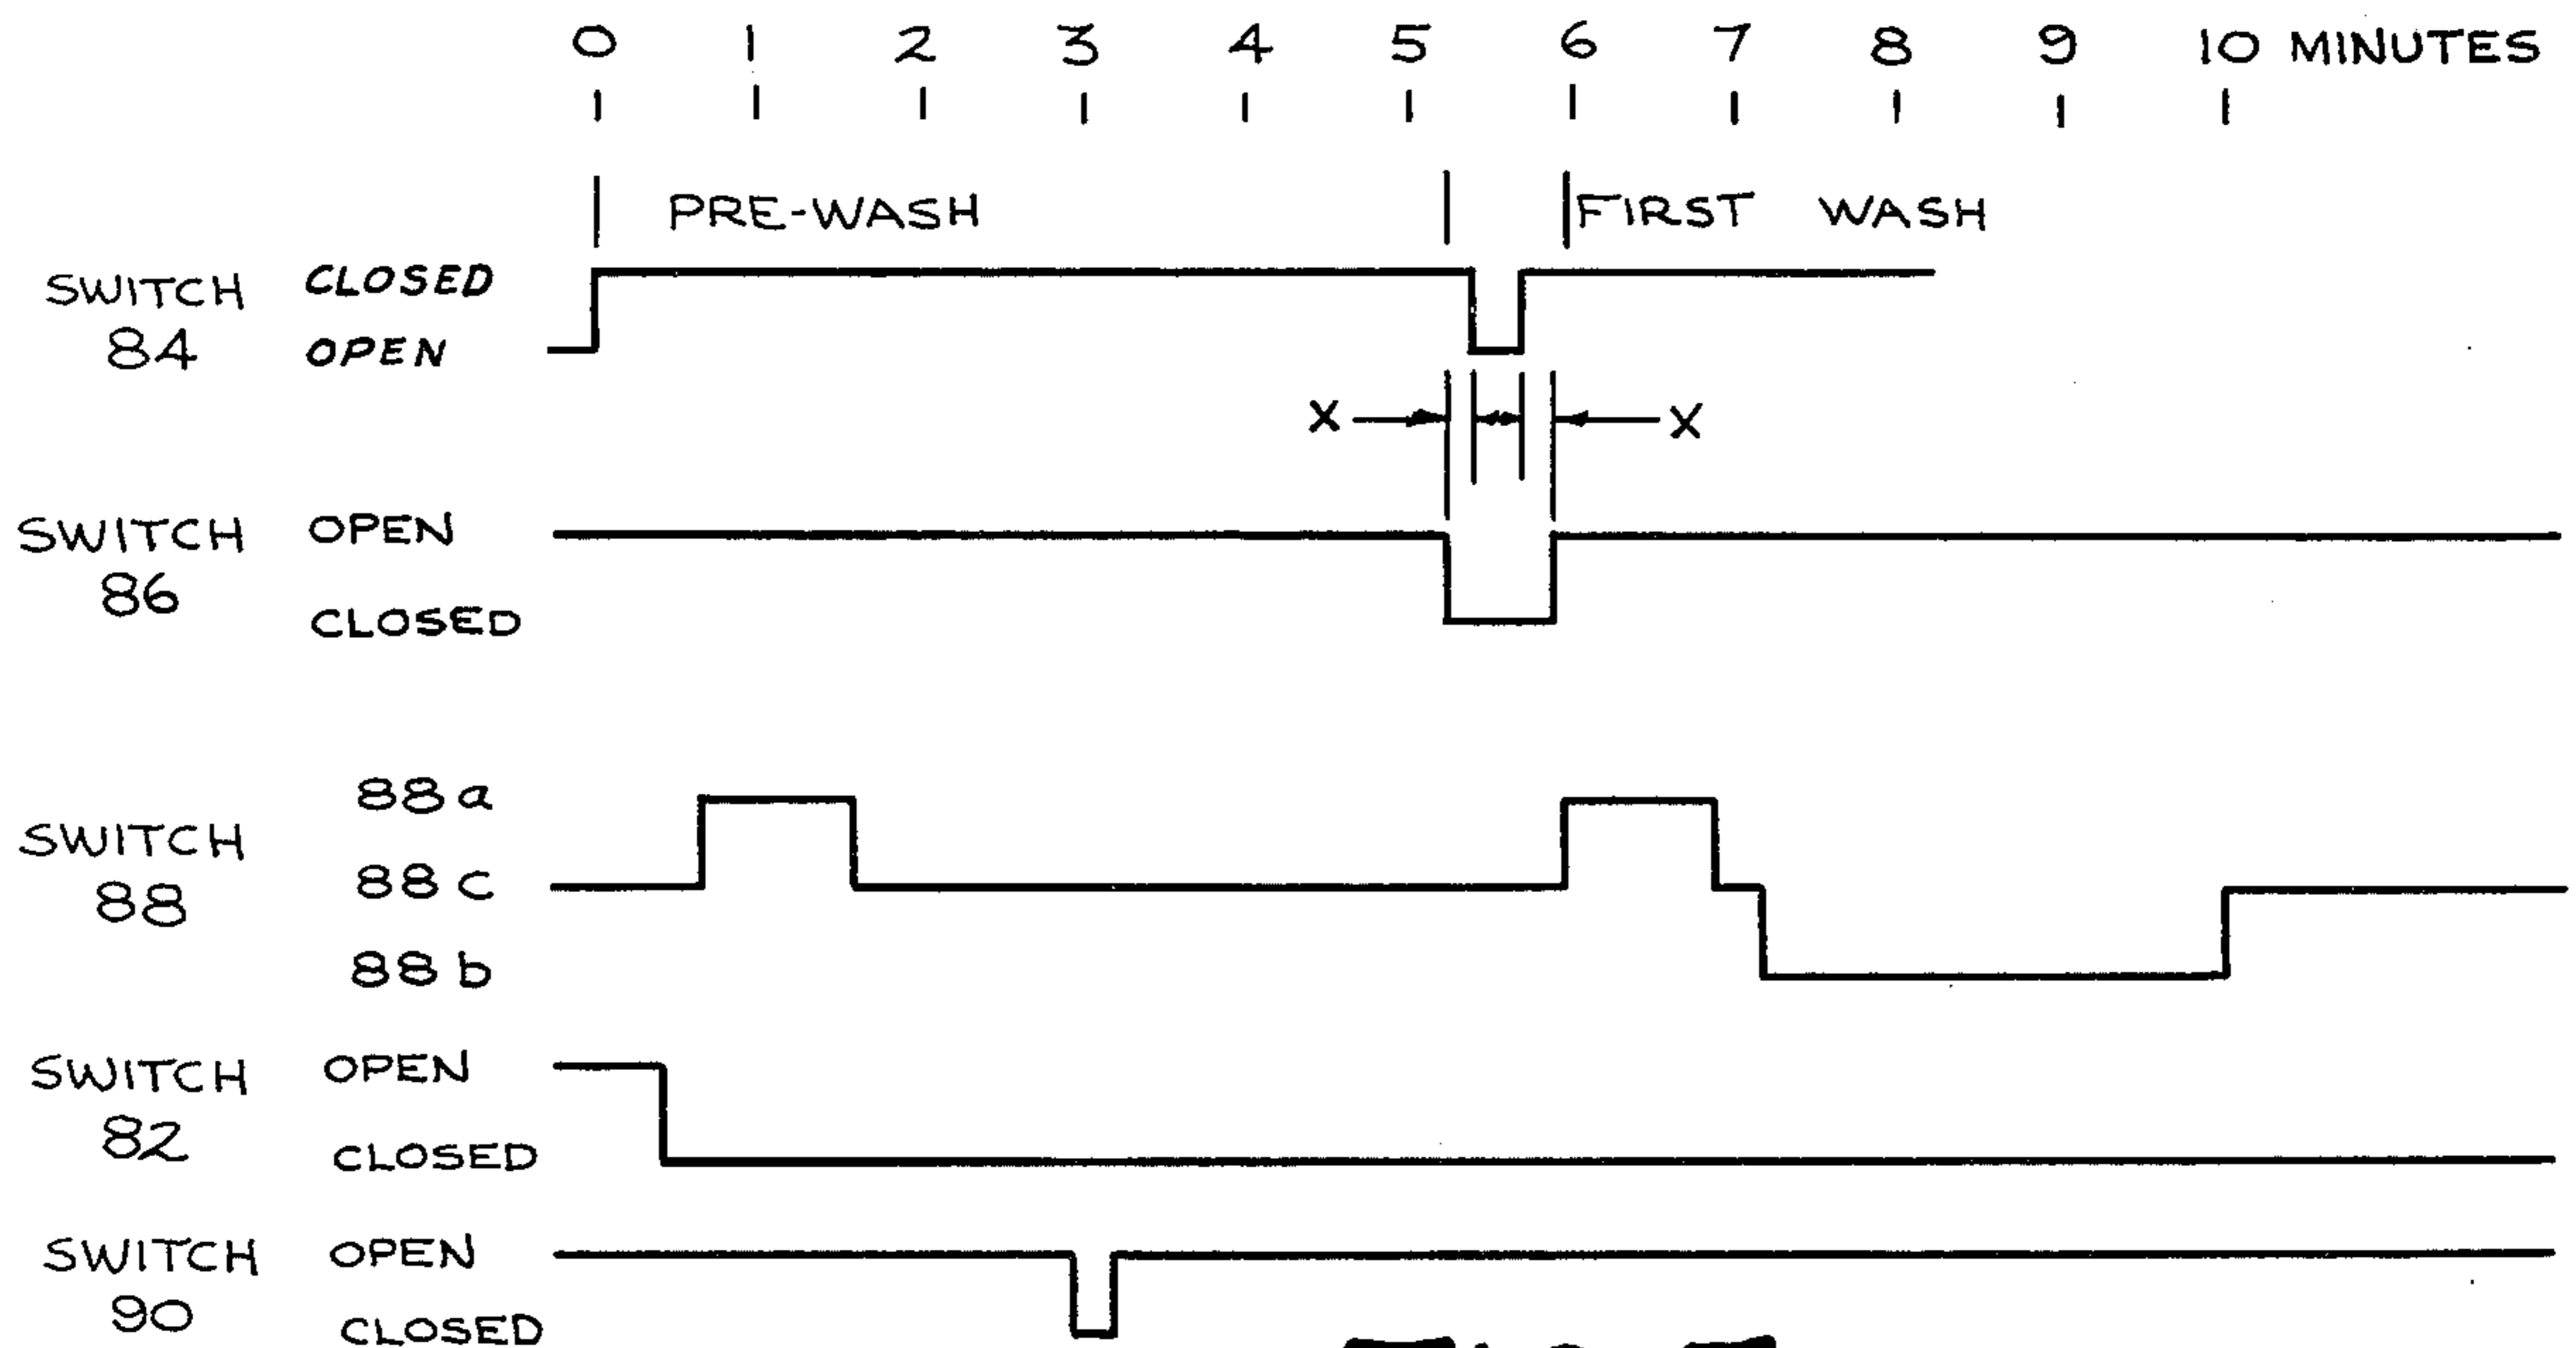 0 1 2 3 4 5 6 7 8 9 10 MINUTES
PRE-WASH FIRST WASH
SWITCH 84 CLOSED
OPEN
X X
SWITCH 86 OPEN
CLOSED
SWITCH 88 88a
88c
88b
SWITCH 82 OPEN
CLOSED
SWITCH 90 OPEN
CLOSED